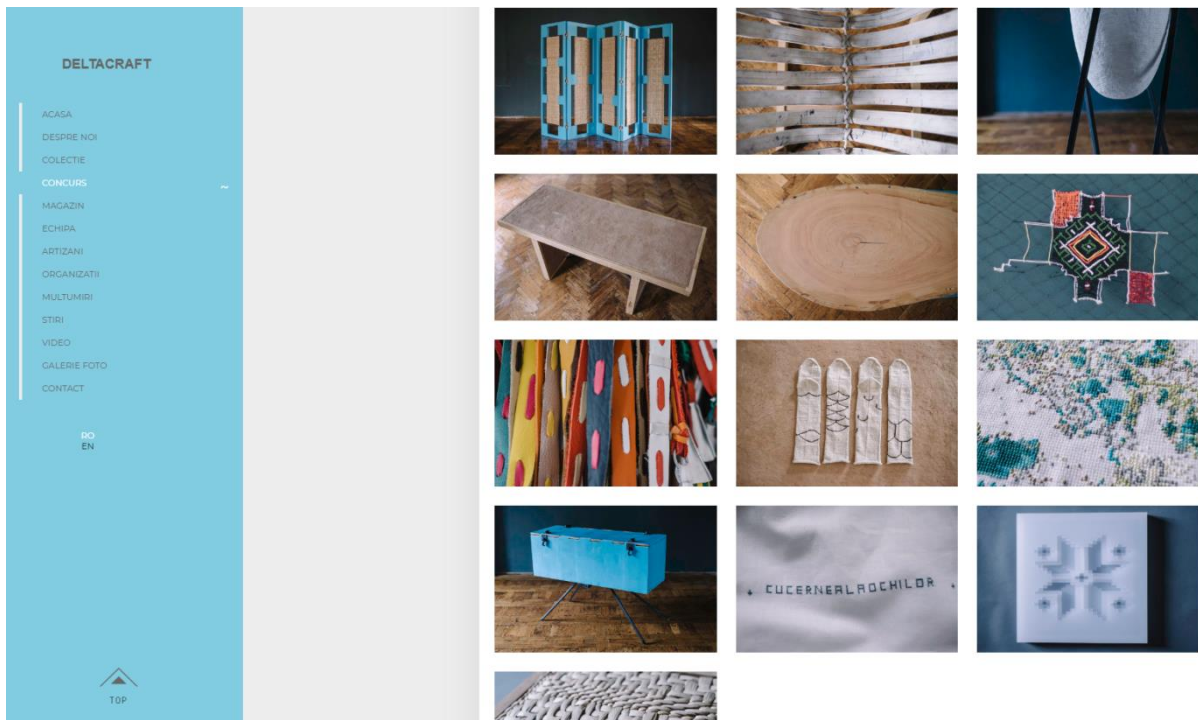 DELTACRAFT
ACASA
DESPRE NOI
COLECTIE
CONCURS ~
MAGAZIN
ECHIPA
ARTIZANI
ORGANIZATII
MULTUMIRI
STIRI
VIDEO
GALERIE FOTO
CONTACT
RO
EN
CUCERNEALAOCHILOR
TOP